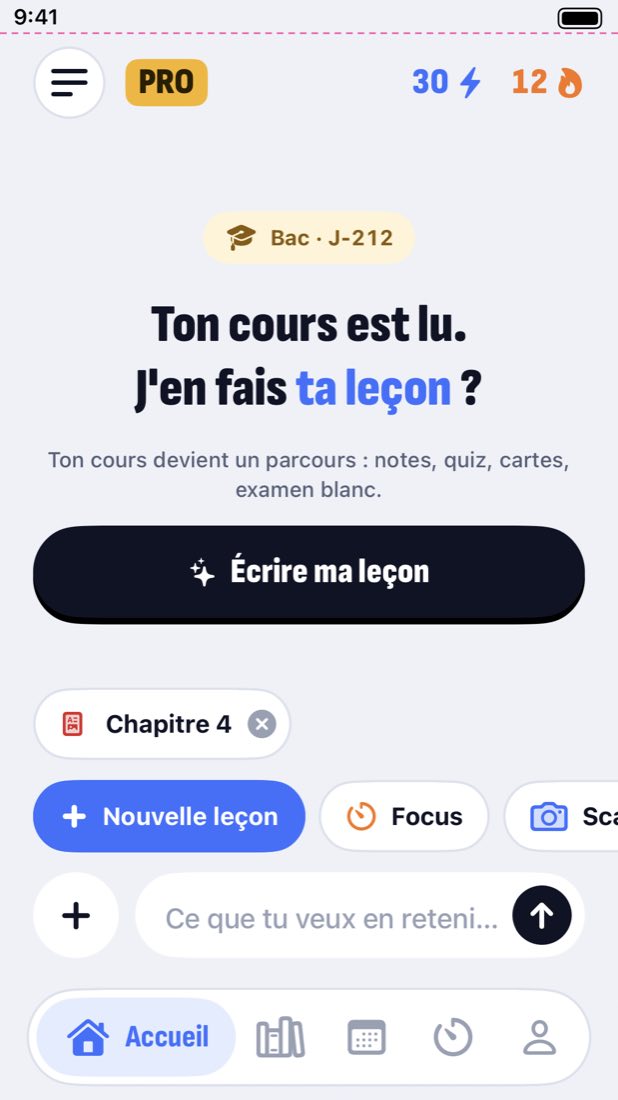 9:41
PRO
30
12
Bac · J-212
Ton cours est lu.
J'en fais ta leçon ?
Ton cours devient un parcours : notes, quiz, cartes,
examen blanc.
Écrire ma leçon
Chapitre 4
Nouvelle leçon
Focus
Sca
Ce que tu veux en reteni...
Accueil